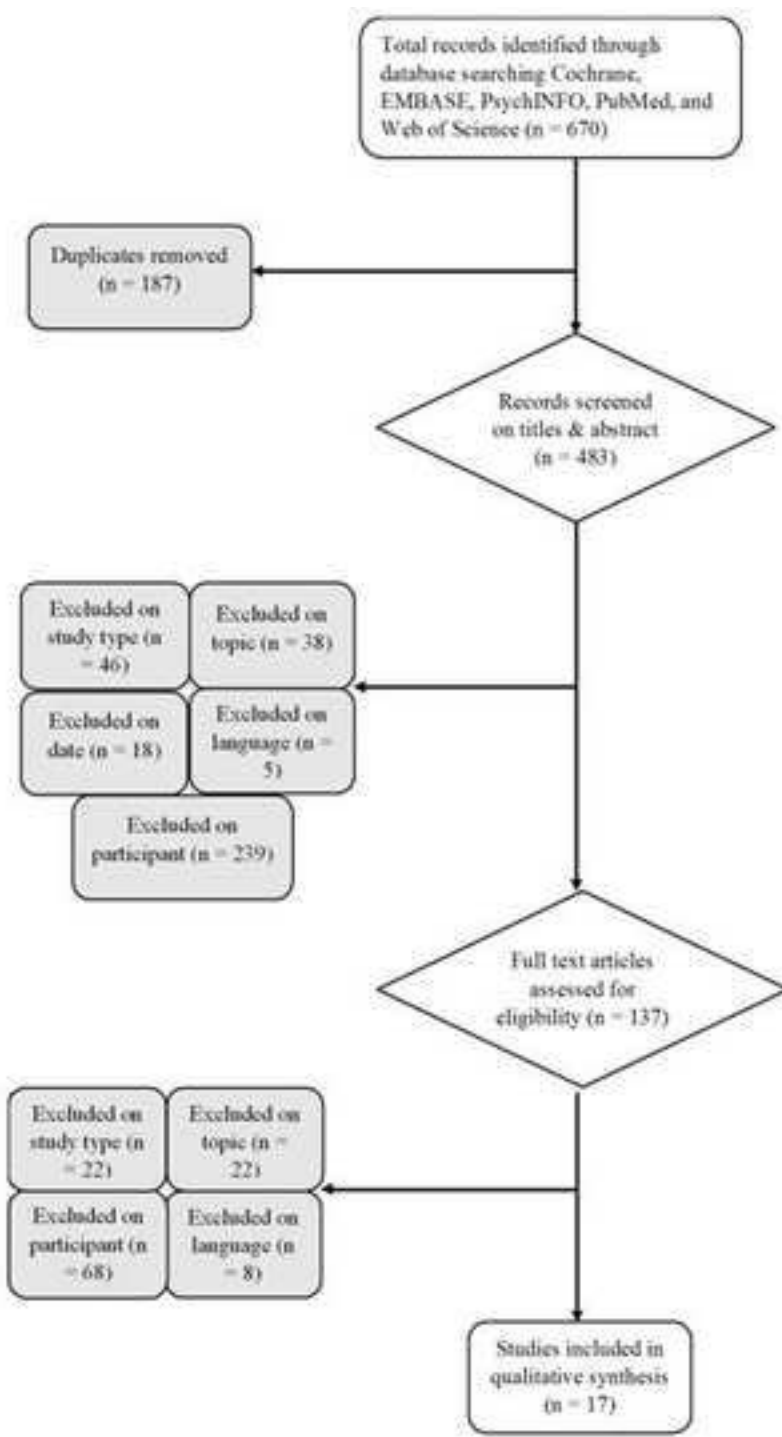 Total records identified through
database searching Cochrane,
EMBASE, PsychINFO, PubMed, and
Web of Science (n = 670)
Duplicates removed
(n = 187)
Records screened
on titles & abstract
(n = 483)
Excluded on
study type (n
= 46)
Excluded on
topic (n = 38)
Excluded on
date (n = 18)
Excluded on
language (n =
5)
Excluded on
participant (n = 239)
Full text articles
assessed for
eligibility (n = 137)
Excluded on
study type (n
= 22)
Excluded on
topic (n =
22)
Excluded on
participant (n
= 68)
Excluded on
language (n
= 8)
Studies included in
qualitative synthesis
(n = 17)